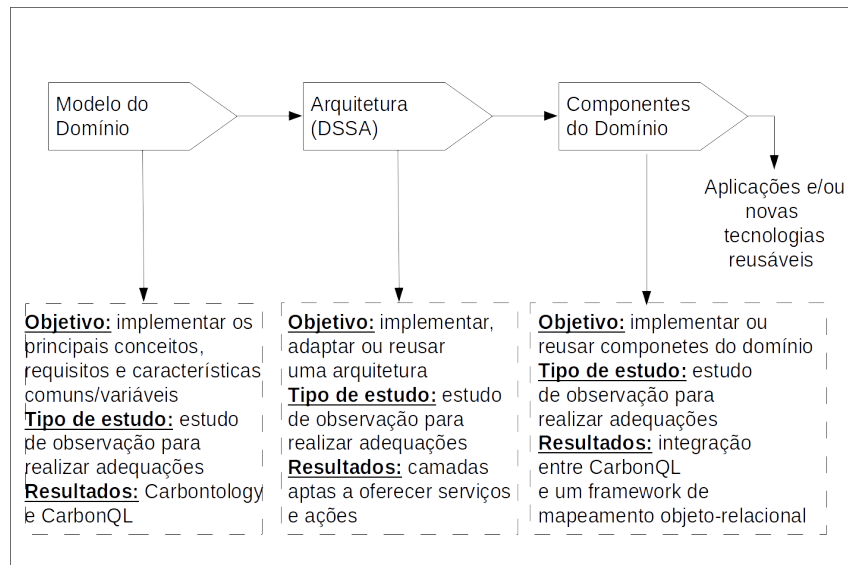 Modelo do
Domínio
Arquitetura
(DSSA)
Componentes
do Domínio
Aplicações e/ou
novas
tecnologias
reusáveis
Objetivo: implementar os
principais conceitos,
requisitos e características
comuns/variáveis
Tipo de estudo: estudo
de observação para
realizar adequações
Resultados: Carbontology
e CarbonQL
Objetivo: implementar,
adaptar ou reusar
uma arquitetura
Tipo de estudo: estudo
de observação para
realizar adequações
Resultados: camadas
aptas a oferecer serviços
e ações
Objetivo: implementar ou
reusar componetes do domínio
Tipo de estudo: estudo
de observação para
realizar adequações
Resultados: integração
entre CarbonQL
e um framework de
mapeamento objeto-relacional